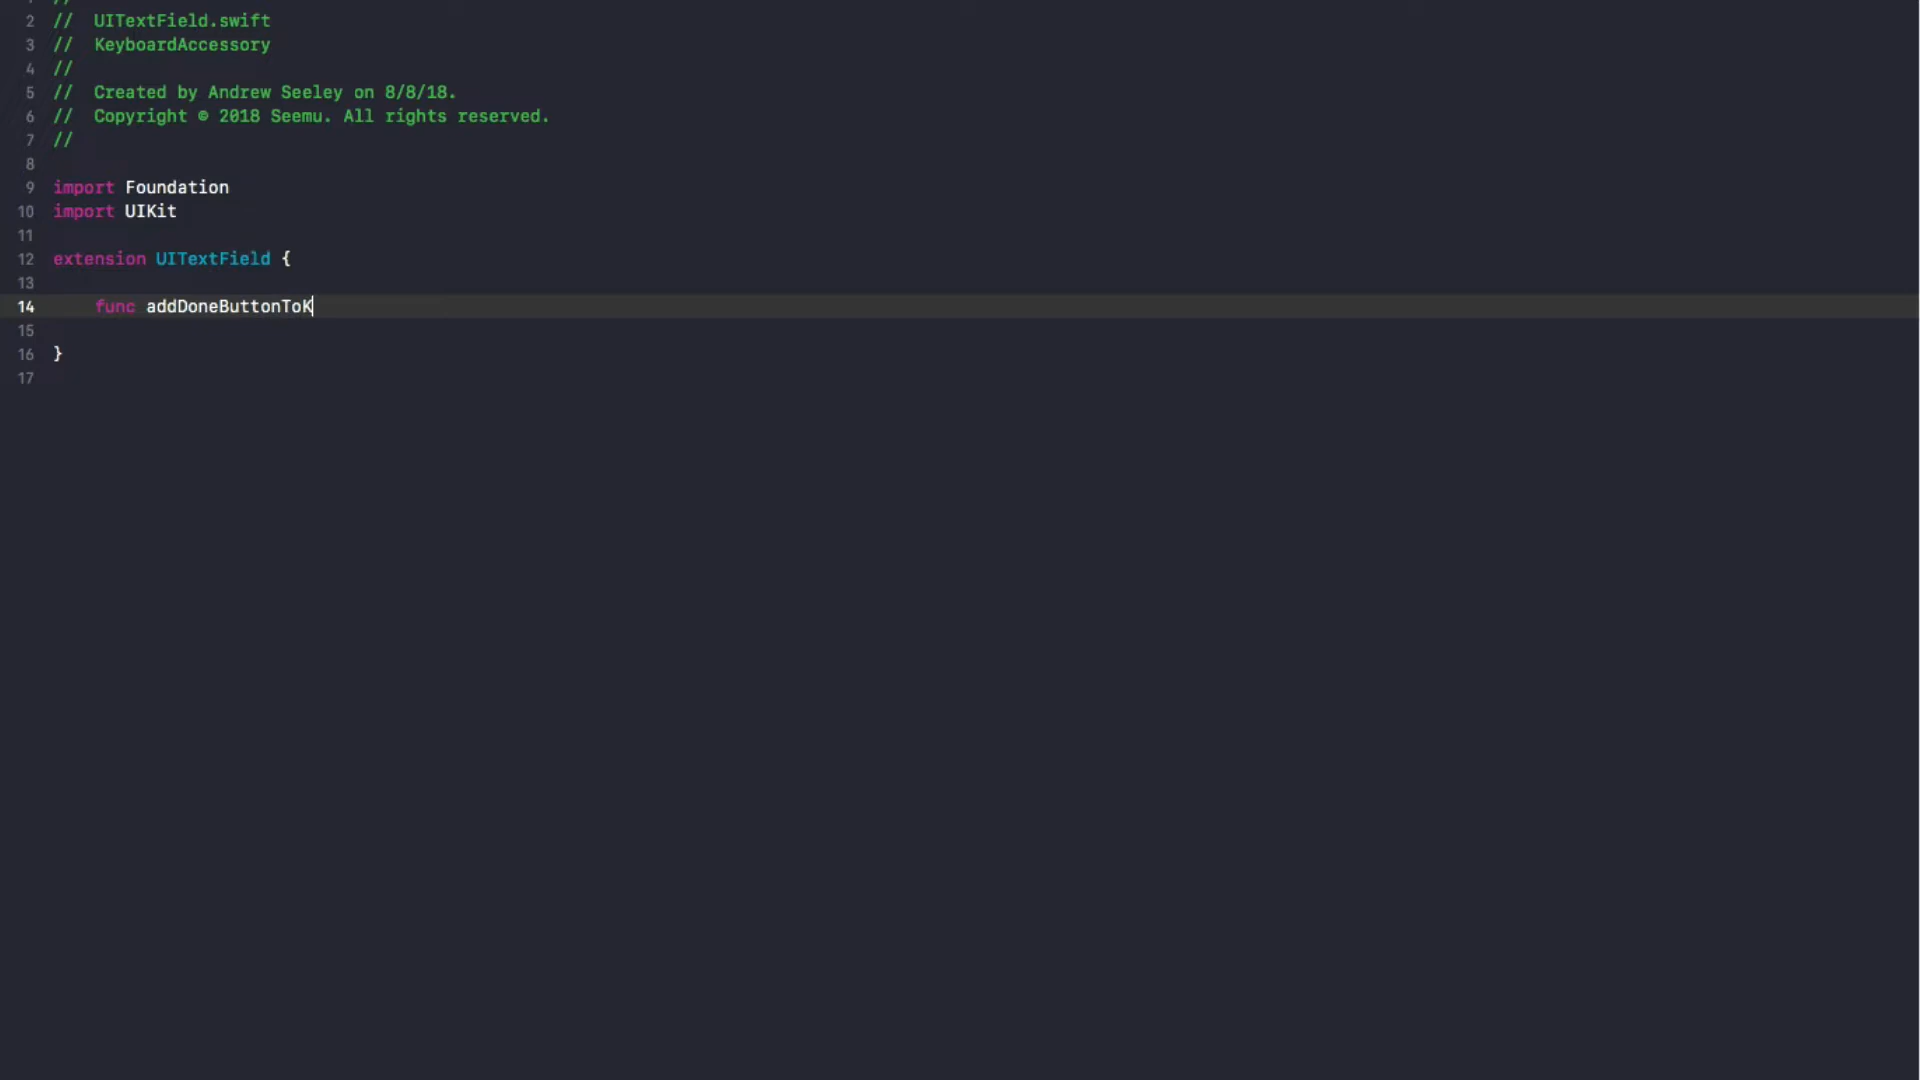 //
2 // UITextField.swift
3 // KeyboardAccessory
4 //
5 // Created by Andrew Seeley on 8/8/18.
6 // Copyright © 2018 Seemu. All rights reserved.
7 //
8
9 import Foundation
10 import UIKit
11
12 extension UITextField {
13
14 func addDoneButtonToK
15
16 }
17